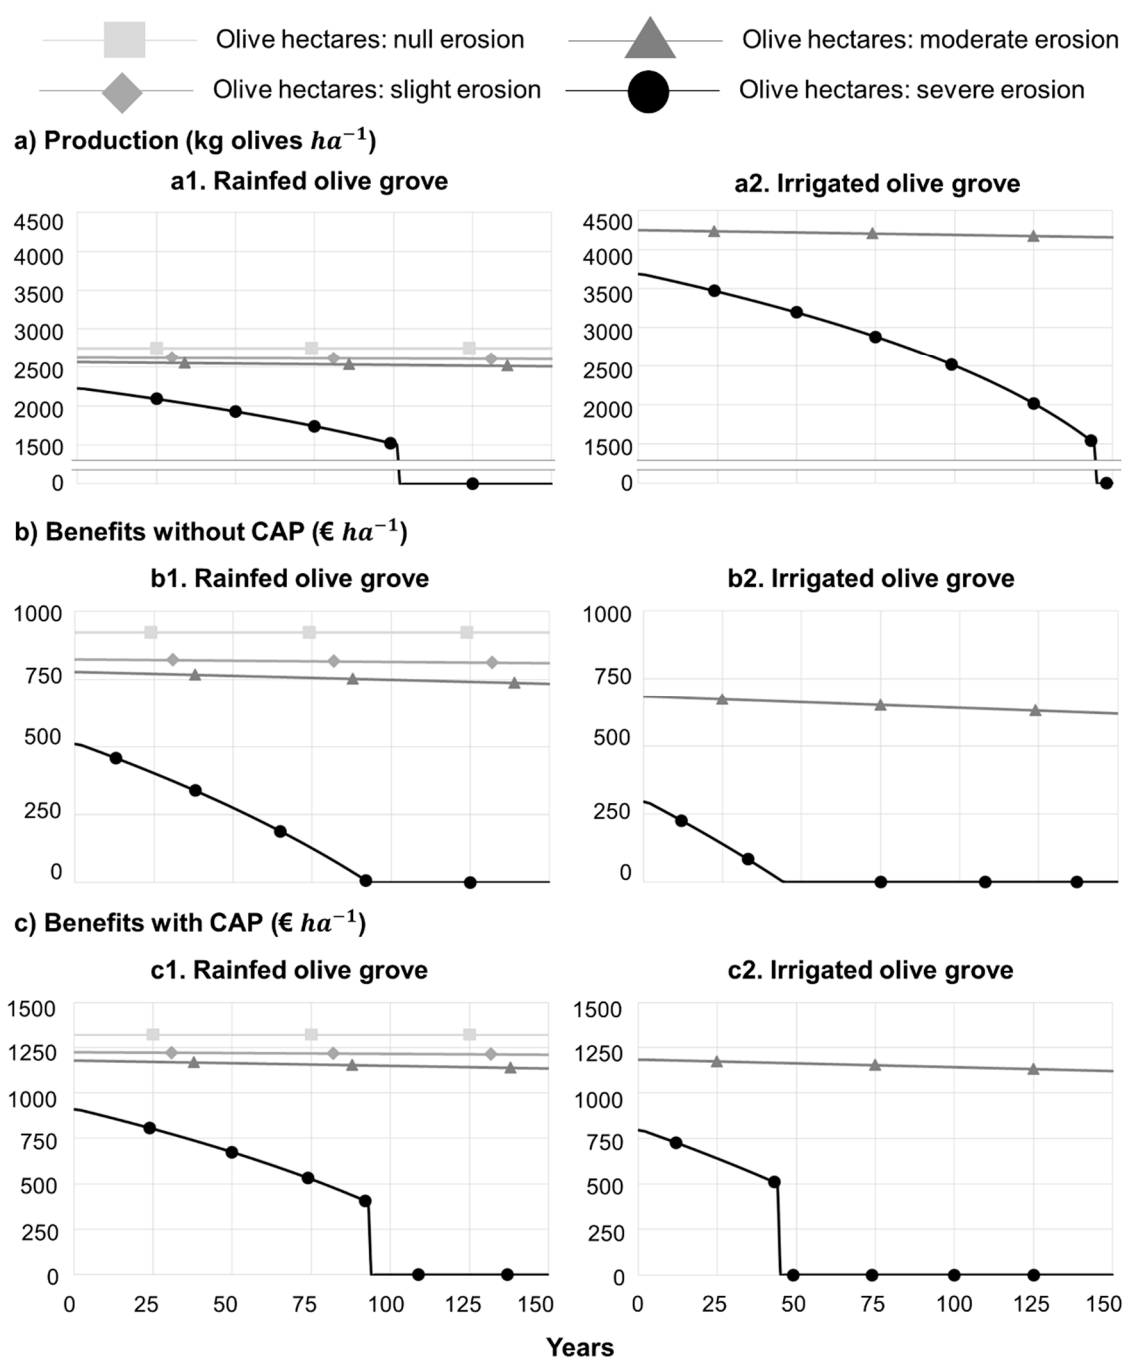 Olive hectares: null erosion Olive hectares: moderate erosion
Olive hectares: slight erosion Olive hectares: severe erosion
a) Production (kg olives ha⁻¹)
a1. Rainfed olive grove a2. Irrigated olive grove
4500 4500
4000 4000
3500 3500
3000 3000
2500 2500
2000 2000
1500 1500
0 0
b) Benefits without CAP (€ ha⁻¹)
b1. Rainfed olive grove b2. Irrigated olive grove
1000 1000
750 750
500 500
250 250
0 0
c) Benefits with CAP (€ ha⁻¹)
c1. Rainfed olive grove c2. Irrigated olive grove
1500 1500
1250 1250
1000 1000
750 750
500 500
250 250
0 0
0 25 50 75 100 125 150 0 25 50 75 100 125 150
Years